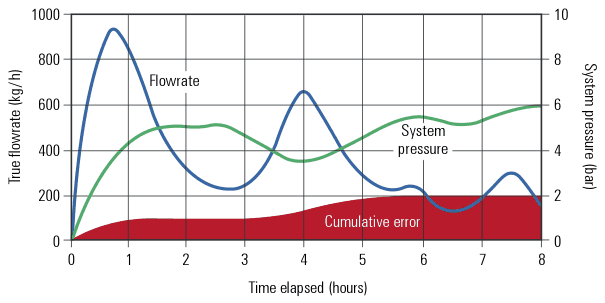 1000
800
600
400
200
0
True flowrate (kg/h)
10
8
6
4
2
0
System pressure (bar)
Flowrate
System
pressure
Cumulative error
0 1 2 3 4 5 6 7 8
Time elapsed (hours)